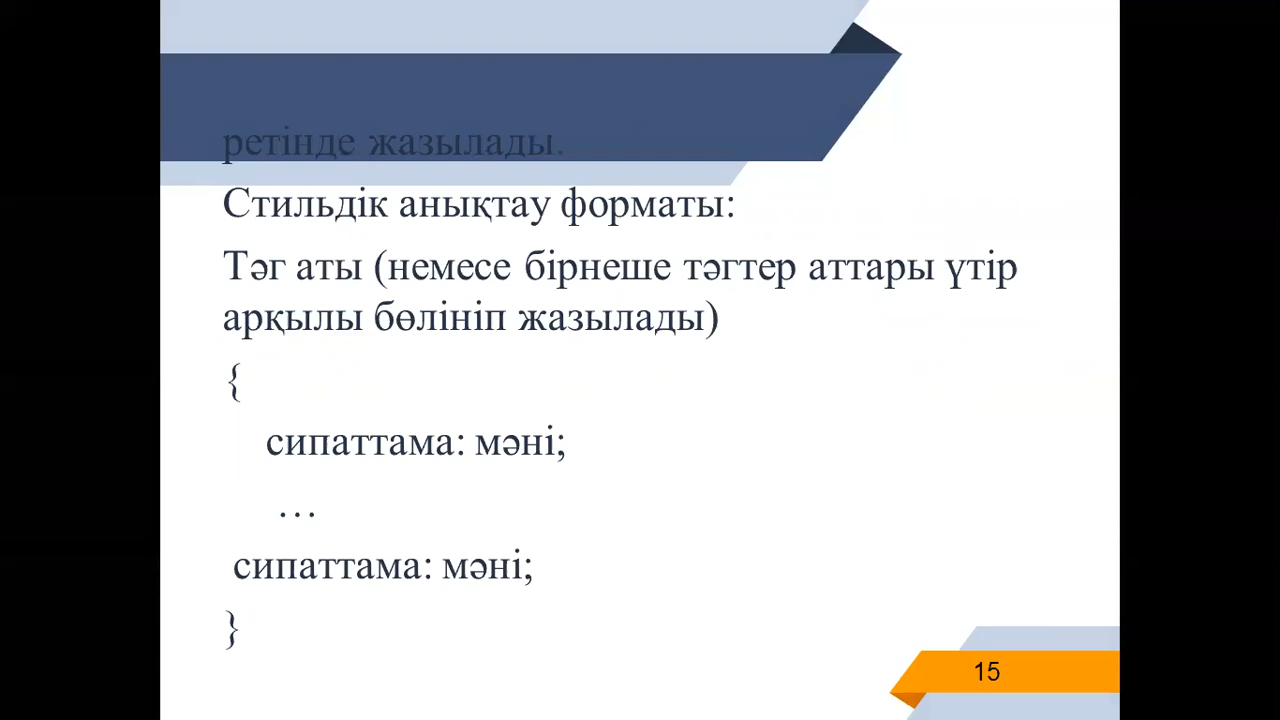 ретінде жазылады.
Стильдік анықтау форматы:
Тәг аты (немесе бірнеше тәгтер аттары үтір
арқылы бөлініп жазылады)
{
сипаттама: мәні;
…
сипаттама: мәні;
}
15